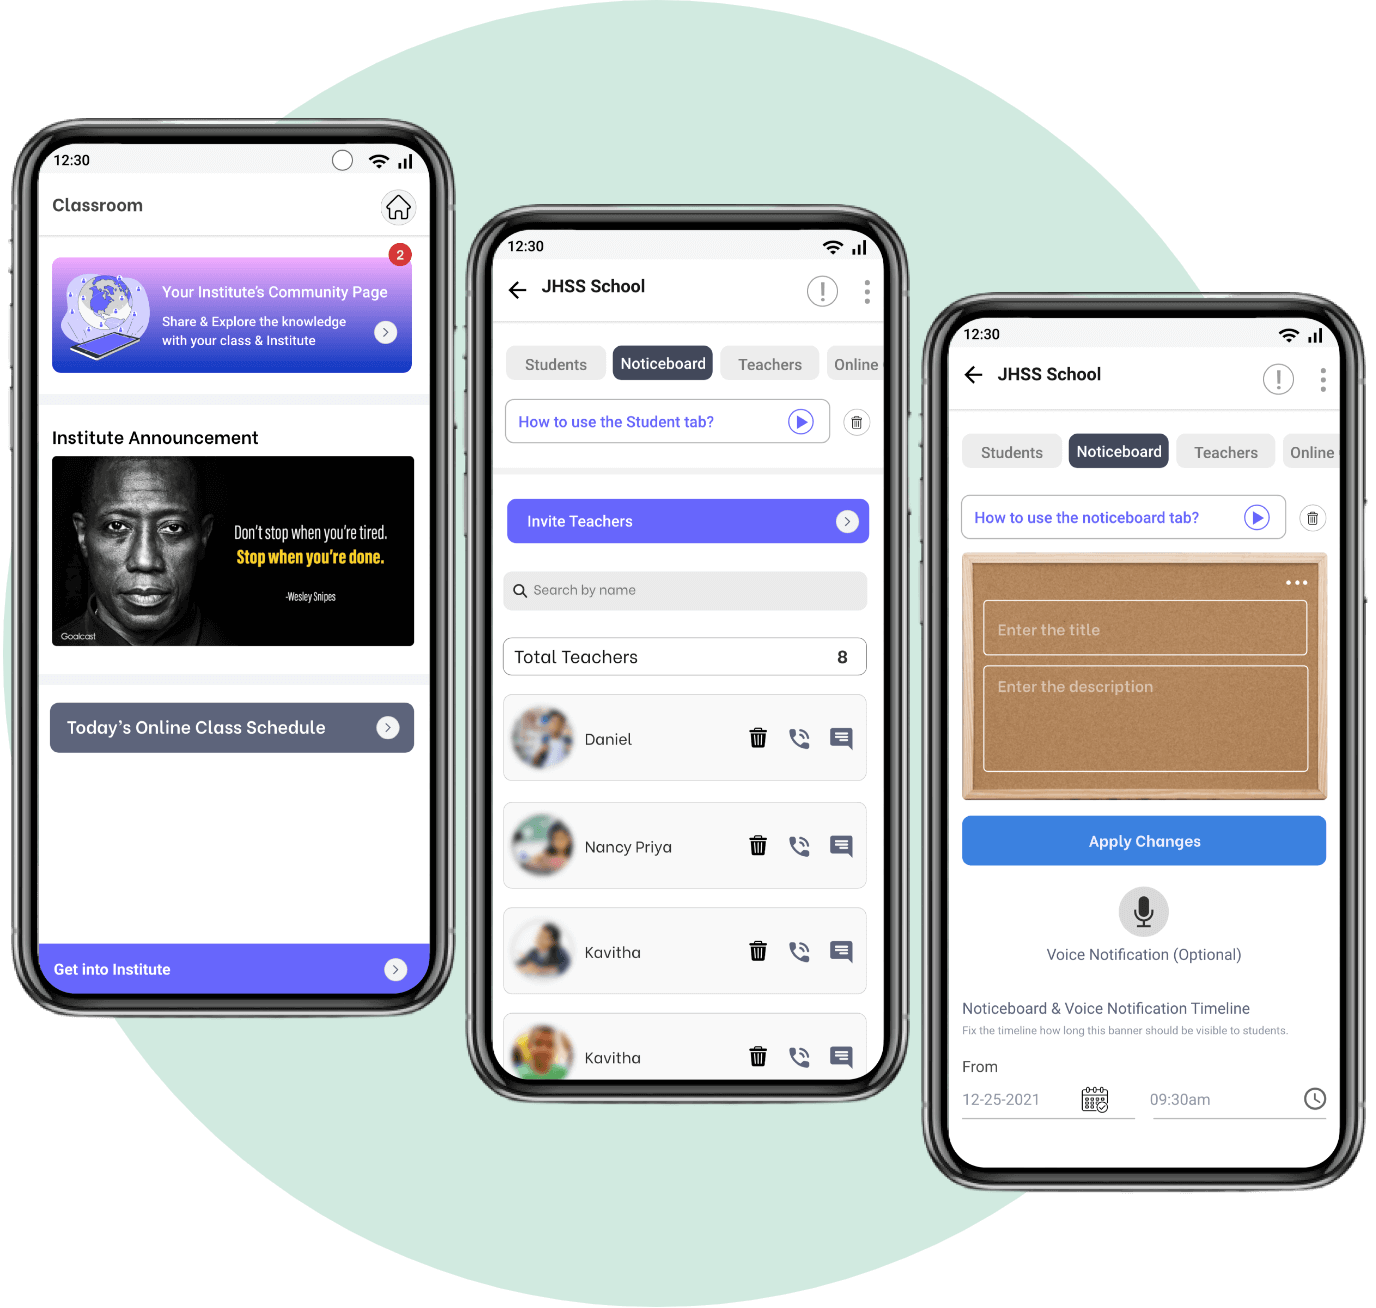 12:30
Classroom
2
Your Institute's Community Page
Share & Explore the knowledge
with your class & Institute
Institute Announcement
Don't stop when you're tired.
Stop when you're done.
-Wesley Snipes
Goalcast
Today's Online Class Schedule
Get into Institute
12:30
JHSS School
Students Noticeboard Teachers Online
How to use the Student tab?
Invite Teachers
Search by name
Total Teachers 8
Daniel
Nancy Priya
Kavitha
Kavitha
12:30
JHSS School
Students Noticeboard Teachers Online
How to use the noticeboard tab?
Enter the title
Enter the description
Apply Changes
Voice Notification (Optional)
Noticeboard & Voice Notification Timeline
Fix the timeline how long this banner should be visible to students.
From
12-25-2021 09:30am